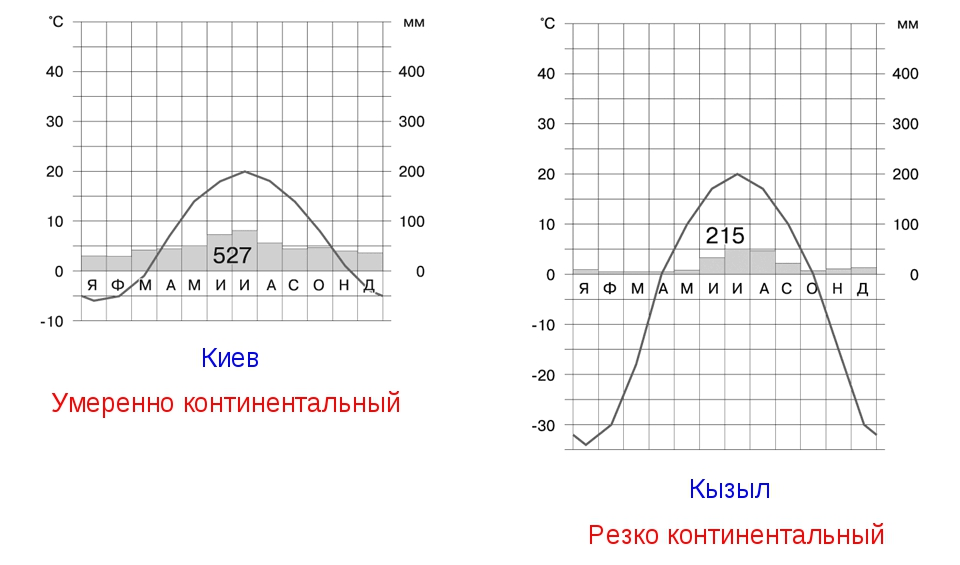 °C мм
40 400
30 300
20 200
10 100
527
0 0
Я Ф М А М И И А С О Н Д
-10
Киев
Умеренно континентальный
°C мм
40 400
30 300
20 200
10 100
215
0 0
Я Ф М А М И И А С О Н Д
-10
-20
-30
Кызыл
Резко континентальный